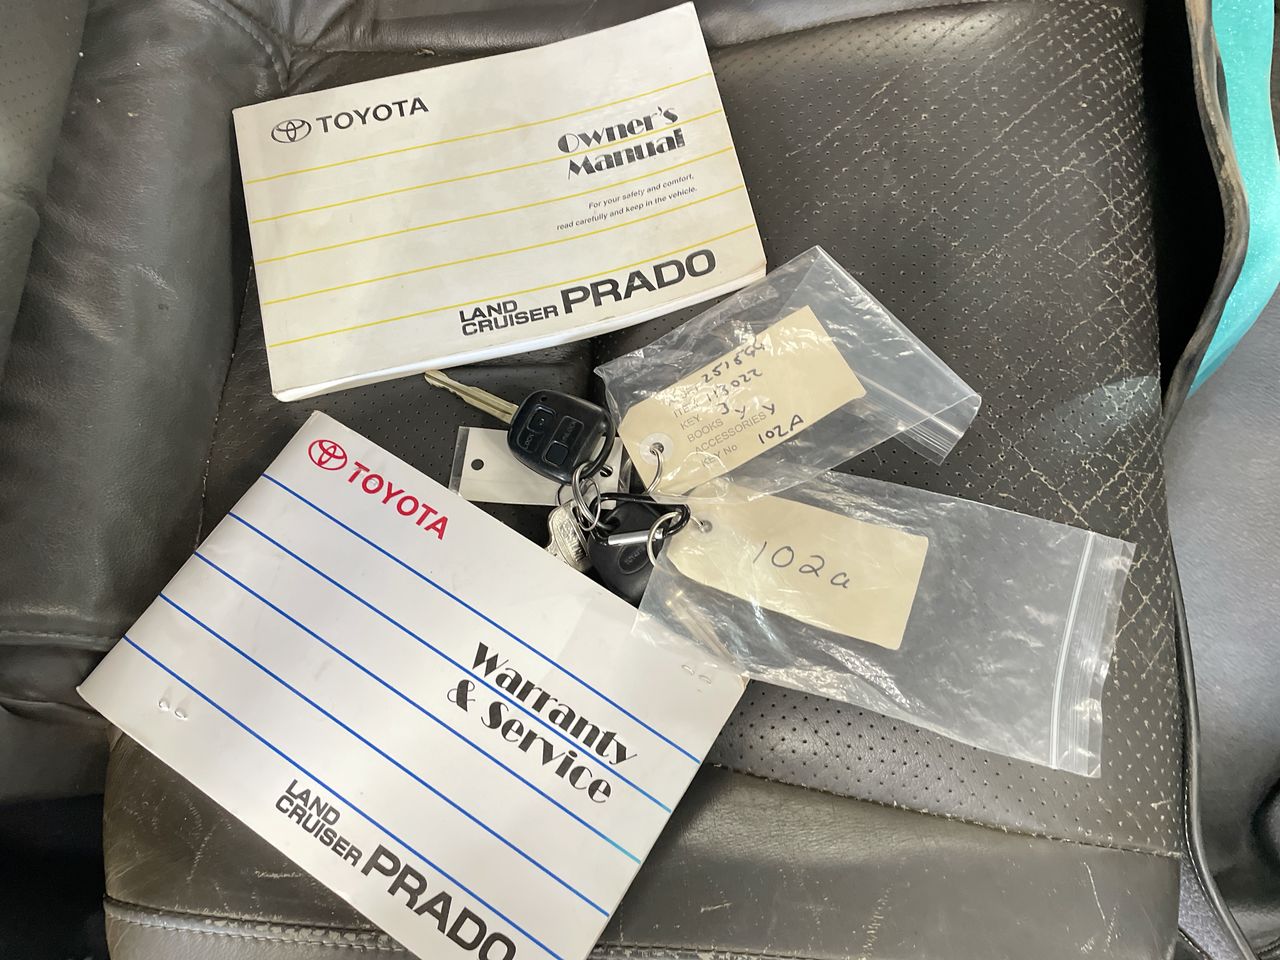 TOYOTA
Owner's
Manual
For your safety and comfort,
read carefully and keep in the vehicle.
LAND
CRUISER PRADO
ITEM 113022
KEY
BOOKS y
ACCESSORIES y
KEY No 102A
102a
TOYOTA
Warranty
& Service
LAND
CRUISER PRADO